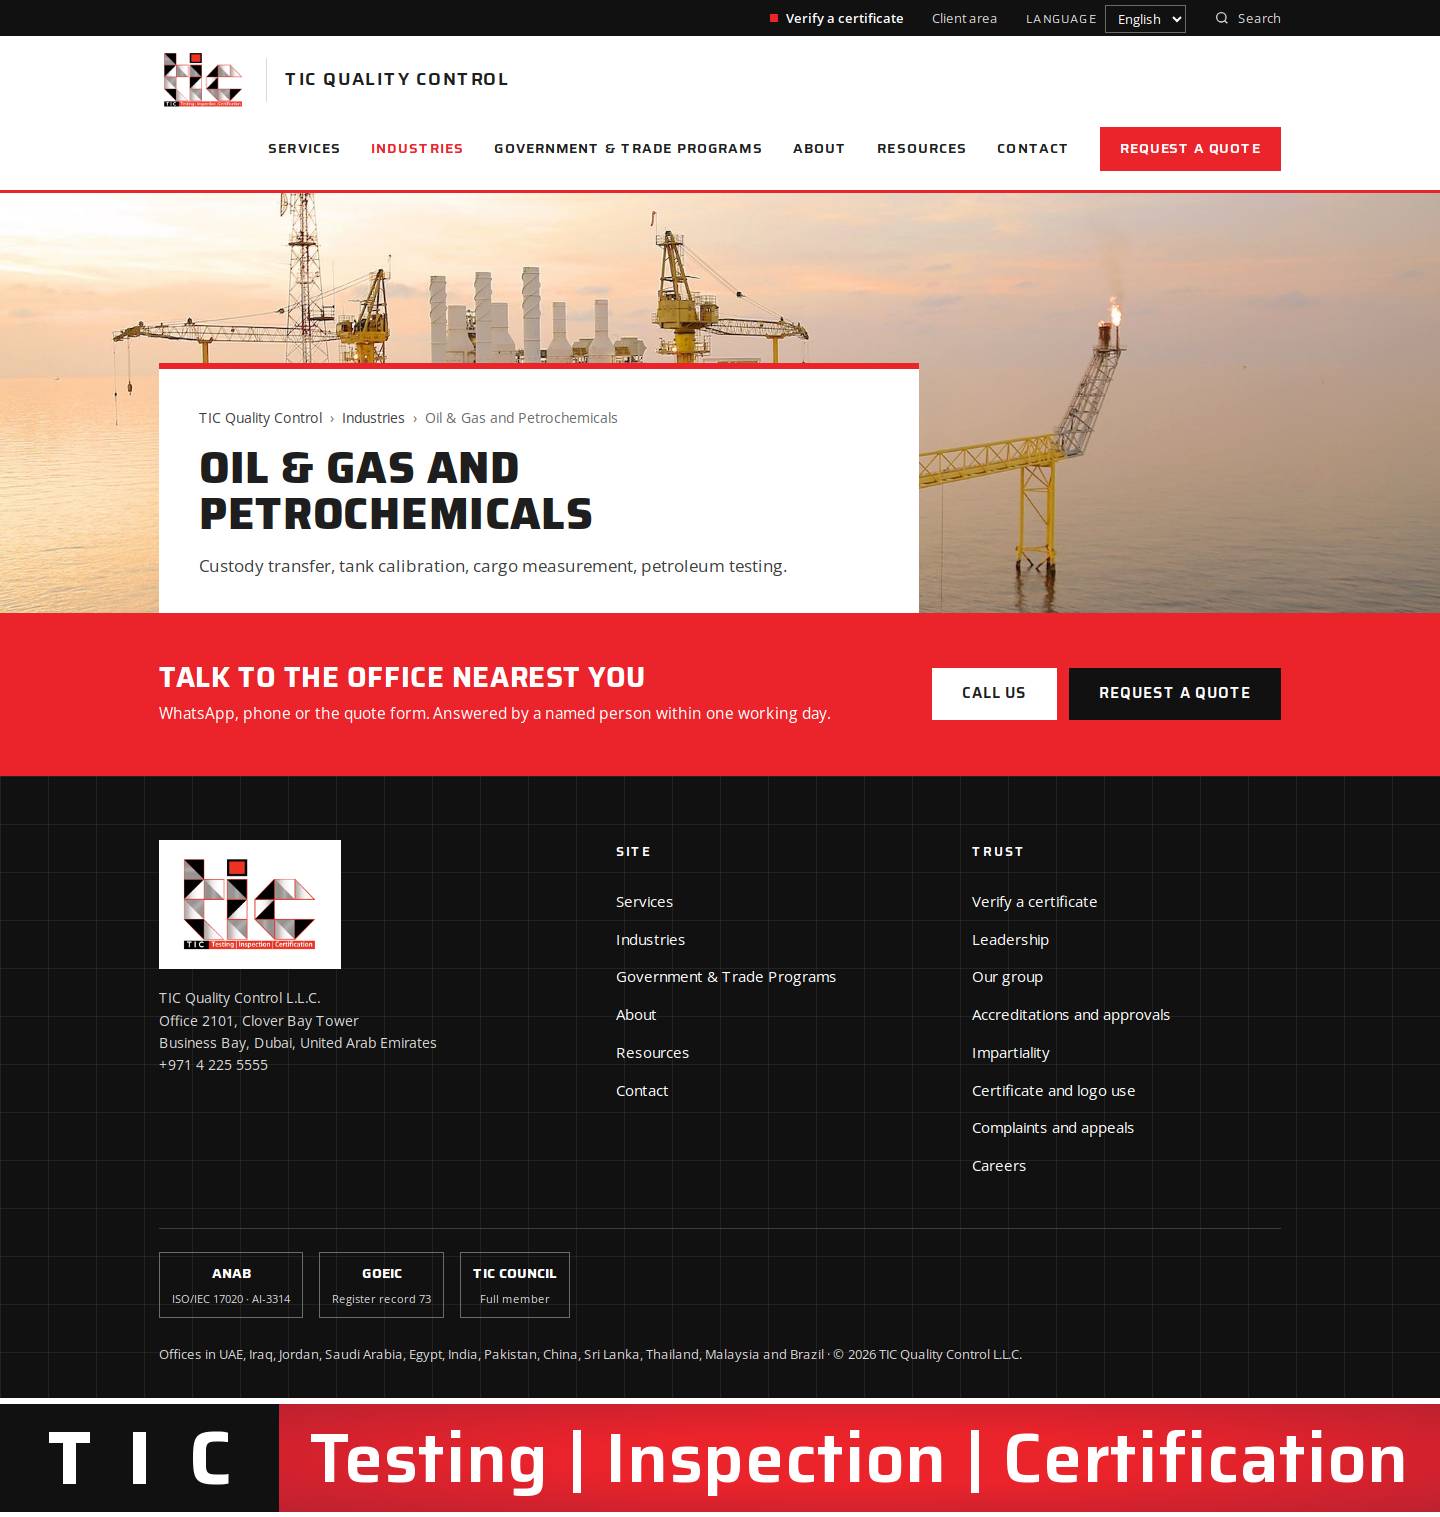 Verify a certificate
Client area
LANGUAGE
English
Search
TIC Testing | Inspection | Certification
TIC QUALITY CONTROL
SERVICES
INDUSTRIES
GOVERNMENT & TRADE PROGRAMS
ABOUT
RESOURCES
CONTACT
REQUEST A QUOTE
TIC Quality Control › Industries › Oil & Gas and Petrochemicals
OIL & GAS AND
PETROCHEMICALS
Custody transfer, tank calibration, cargo measurement, petroleum testing.
TALK TO THE OFFICE NEAREST YOU
WhatsApp, phone or the quote form. Answered by a named person within one working day.
CALL US
REQUEST A QUOTE
tic
TIC Testing | Inspection | Certification
TIC Quality Control L.L.C.
Office 2101, Clover Bay Tower
Business Bay, Dubai, United Arab Emirates
+971 4 225 5555
SITE
Services
Industries
Government & Trade Programs
About
Resources
Contact
TRUST
Verify a certificate
Leadership
Our group
Accreditations and approvals
Impartiality
Certificate and logo use
Complaints and appeals
Careers
ANAB
ISO/IEC 17020 · AI-3314
GOEIC
Register record 73
TIC COUNCIL
Full member
Offices in UAE, Iraq, Jordan, Saudi Arabia, Egypt, India, Pakistan, China, Sri Lanka, Thailand, Malaysia and Brazil · © 2026 TIC Quality Control L.L.C.
TIC Testing | Inspection | Certification